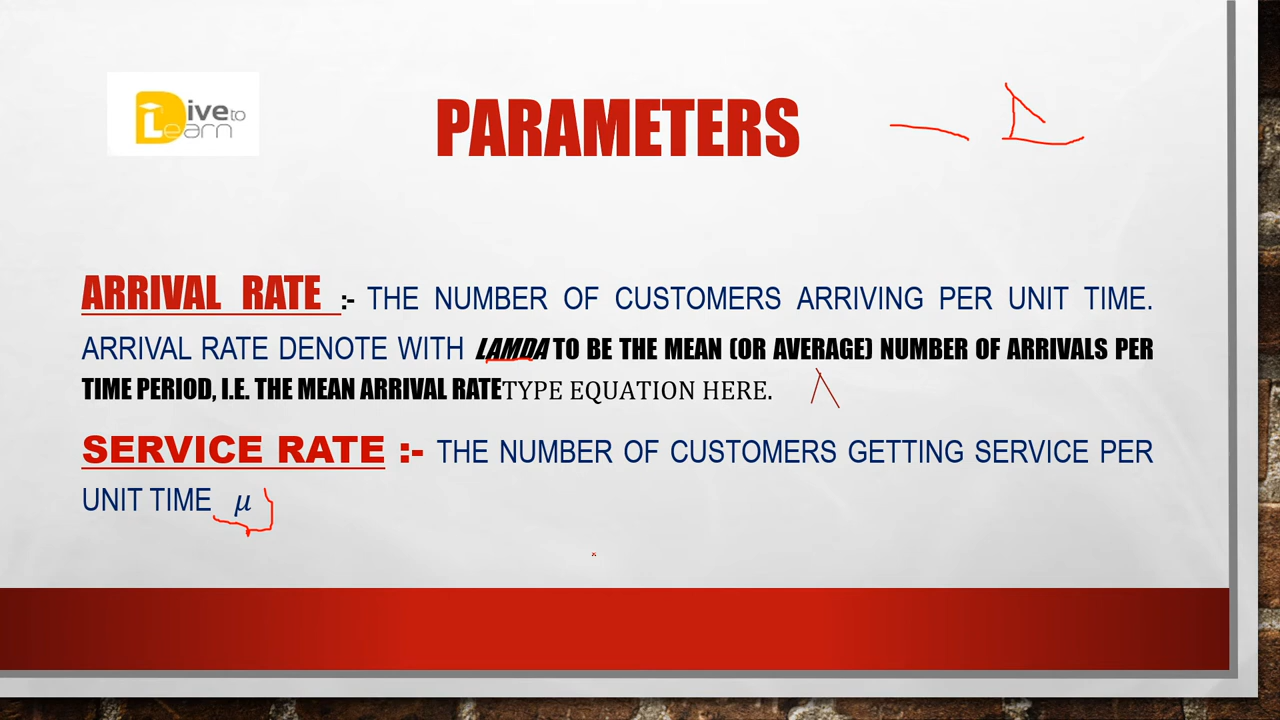 Dive to Learn
PARAMETERS
ARRIVAL RATE :- THE NUMBER OF CUSTOMERS ARRIVING PER UNIT TIME.
ARRIVAL RATE DENOTE WITH LAMDA TO BE THE MEAN (OR AVERAGE) NUMBER OF ARRIVALS PER
TIME PERIOD, I.E. THE MEAN ARRIVAL RATETYPE EQUATION HERE. λ
SERVICE RATE :- THE NUMBER OF CUSTOMERS GETTING SERVICE PER
UNIT TIME μ